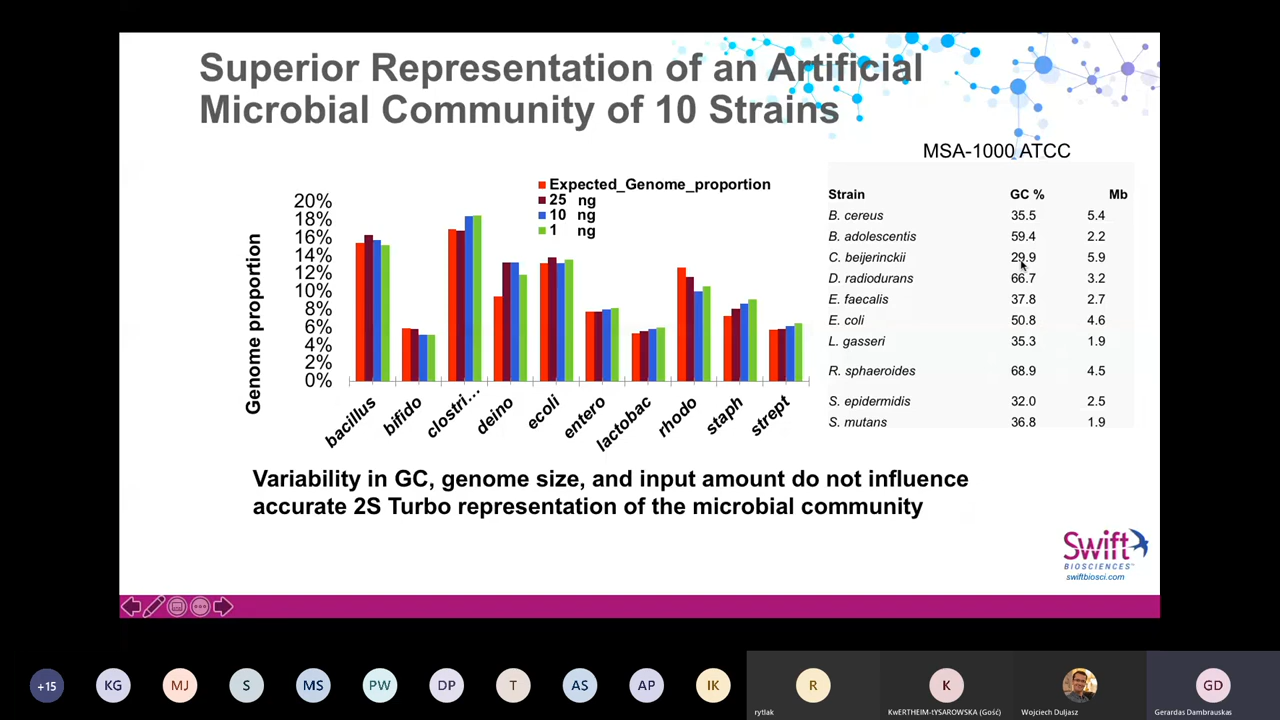 Superior Representation of an Artificial
Microbial Community of 10 Strains
MSA-1000 ATCC
Expected_Genome_proportion
25 ng
10 ng
1 ng
Genome proportion
20%
18%
16%
14%
12%
10%
8%
6%
4%
2%
0%
bacillus
bifido
clostri...
deino
ecoli
entero
lactobac
rhodo
staph
strept
Strain GC % Mb
B. cereus 35.5 5.4
B. adolescentis 59.4 2.2
C. beijerinckii 29.9 5.9
D. radiodurans 66.7 3.2
E. faecalis 37.8 2.7
E. coli 50.8 4.6
L. gasseri 35.3 1.9
R. sphaeroides 68.9 4.5
S. epidermidis 32.0 2.5
S. mutans 36.8 1.9
Variability in GC, genome size, and input amount do not influence
accurate 2S Turbo representation of the microbial community
Swift
BIOSCIENCES™
swiftbiosci.com
+15 KG MJ S MS PW DP T AS AP IK R K GD
rytlak
KwERTHEIM-tYSAROWSKA (Gość)
Wojciech Duljasz
Gerardas Dambrauskas